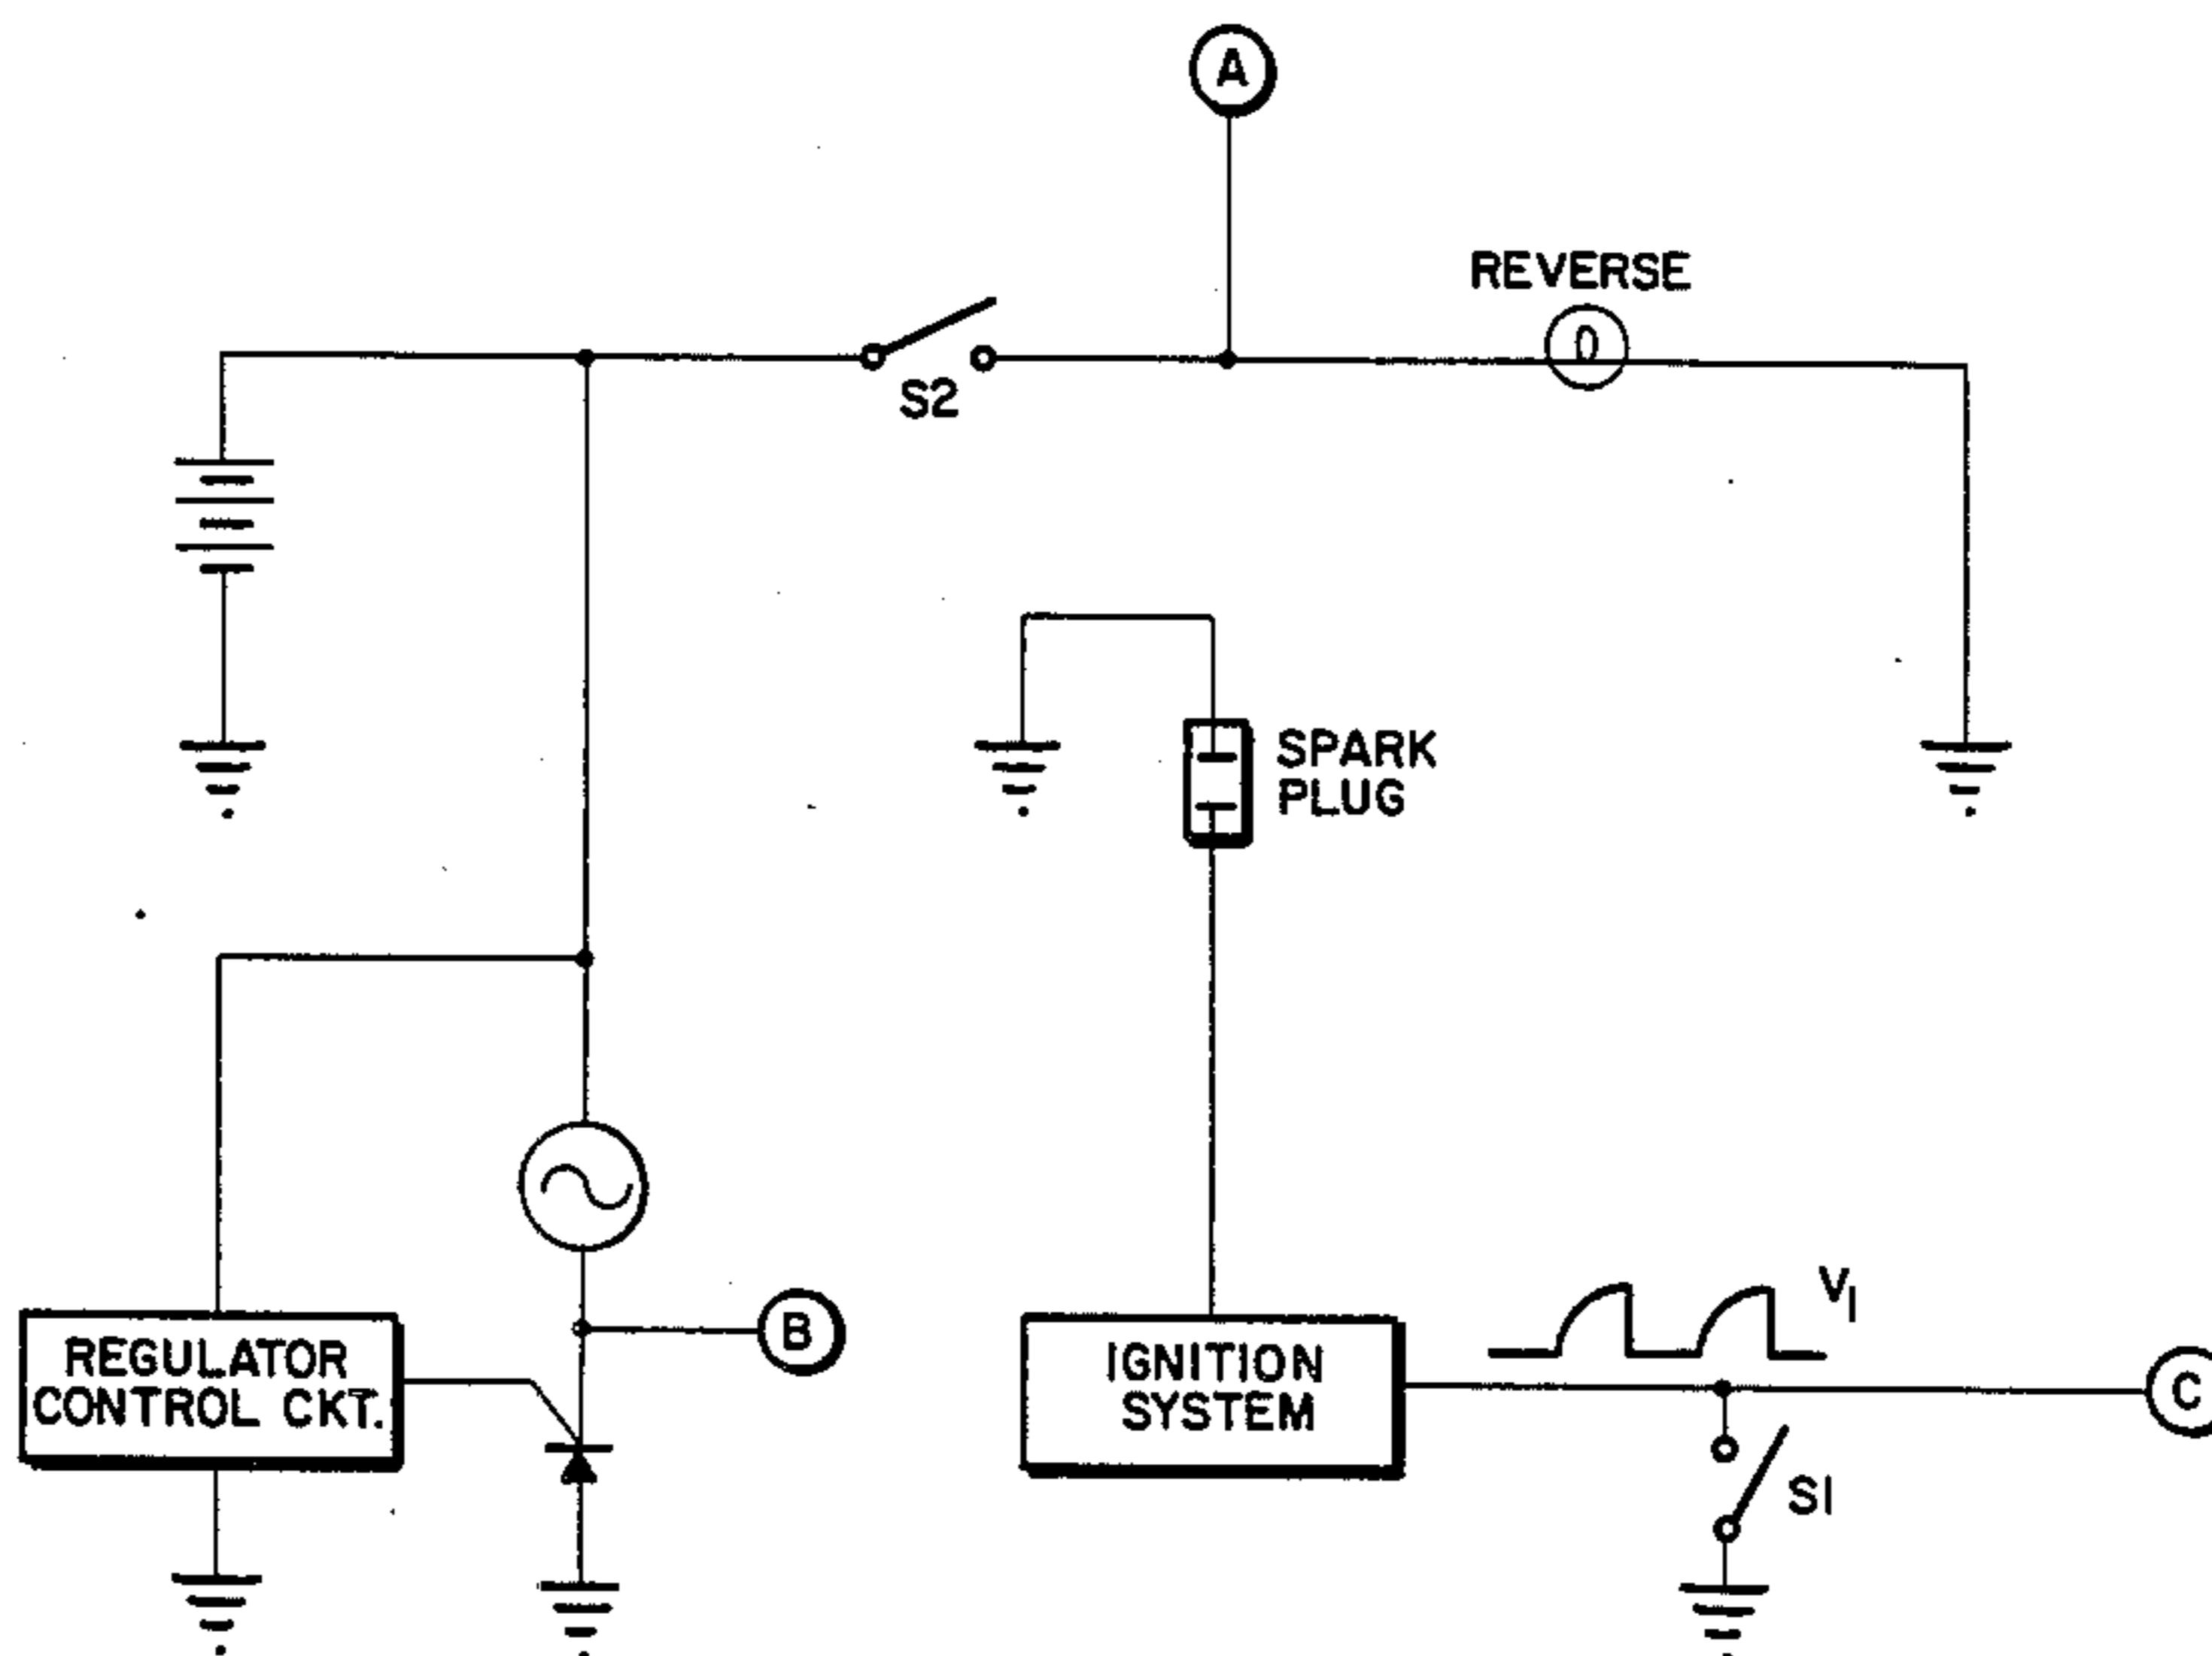 A
REVERSE
S2
SPARK
PLUG
V1
B
REGULATOR
CONTROL CKT.
IGNITION
SYSTEM
C
S1